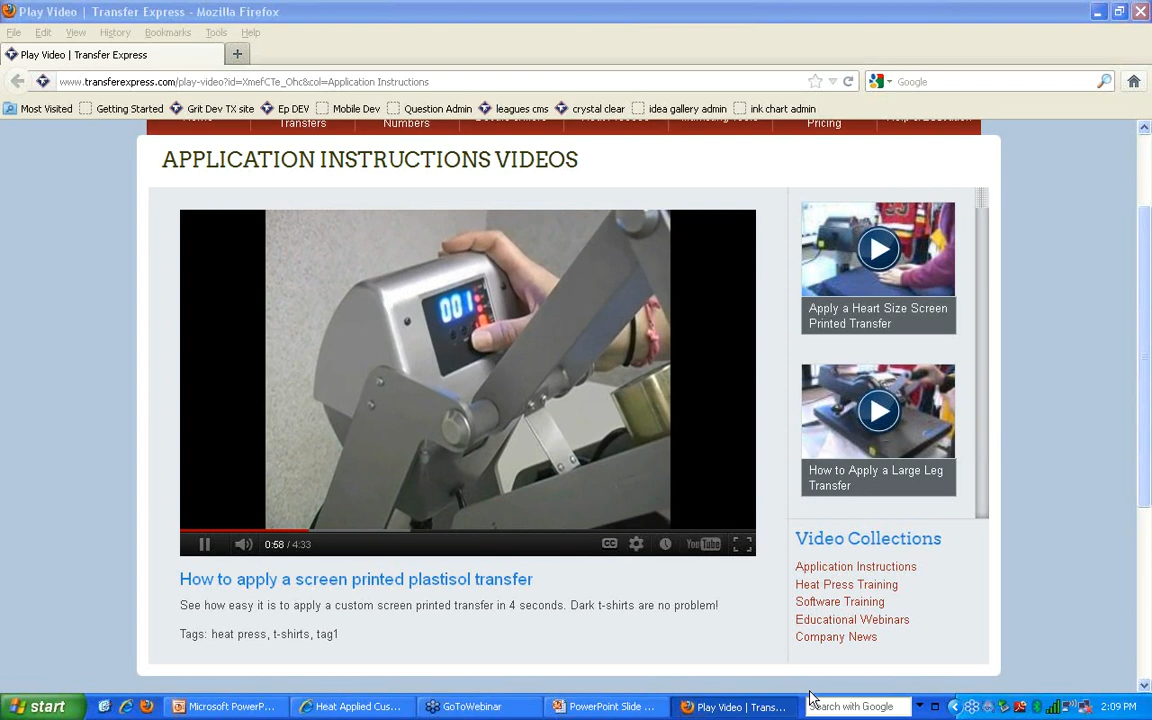 Play Video | Transfer Express - Mozilla Firefox
File Edit View History Bookmarks Tools Help
Play Video | Transfer Express
www.transferexpress.com/play-video?id=XmefCTe_Ohc&col=Application Instructions
Google
Most Visited Getting Started Grit Dev TX site Ep DEV Mobile Dev Question Admin leagues cms crystal clear idea gallery admin ink chart admin
Transfers Numbers Pricing
APPLICATION INSTRUCTIONS VIDEOS
001
Apply a Heart Size Screen
Printed Transfer
How to Apply a Large Leg
Transfer
0:58 / 4:33
CC
YouTube
How to apply a screen printed plastisol transfer
See how easy it is to apply a custom screen printed transfer in 4 seconds. Dark t-shirts are no problem!
Tags: heat press, t-shirts, tag1
Video Collections
Application Instructions
Heat Press Training
Software Training
Educational Webinars
Company News
start Microsoft PowerP... Heat Applied Cus... GoToWebinar PowerPoint Slide ... Play Video | Trans... Search with Google 2:09 PM